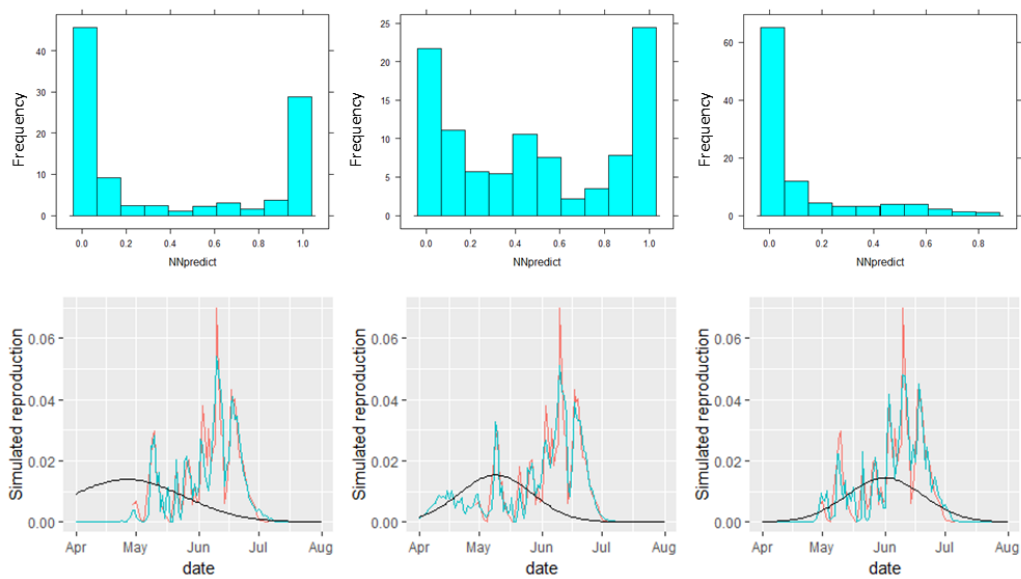 Frequency
40
30
20
10
0
0.0 0.2 0.4 0.6 0.8 1.0
NNpredict
Frequency
25
20
15
10
5
0
0.0 0.2 0.4 0.6 0.8 1.0
NNpredict
Frequency
60
40
20
0
0.0 0.2 0.4 0.6 0.8
NNpredict
Simulated reproduction
0.06
0.04
0.02
0.00
Apr May Jun Jul Aug
date
Simulated reproduction
0.06
0.04
0.02
0.00
Apr May Jun Jul Aug
date
Simulated reproduction
0.06
0.04
0.02
0.00
Apr May Jun Jul Aug
date